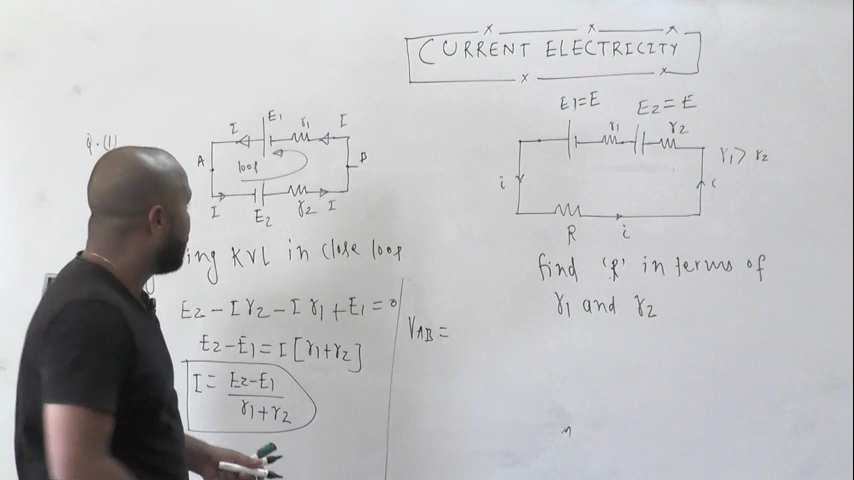 CURRENT ELECTRICITY
Q.(1)
E1 r1
I I
A loop B
I E2 r2 I
ing KVL in close loop
E2-Ir2-Ir1+E1=0
E2-E1=I[r1+r2]
I= E2-E1
r1+r2
VAB=
E1=E E2=E
r1 r2
r1>r2
i i
R i
find 'R' in terms of
r1 and r2